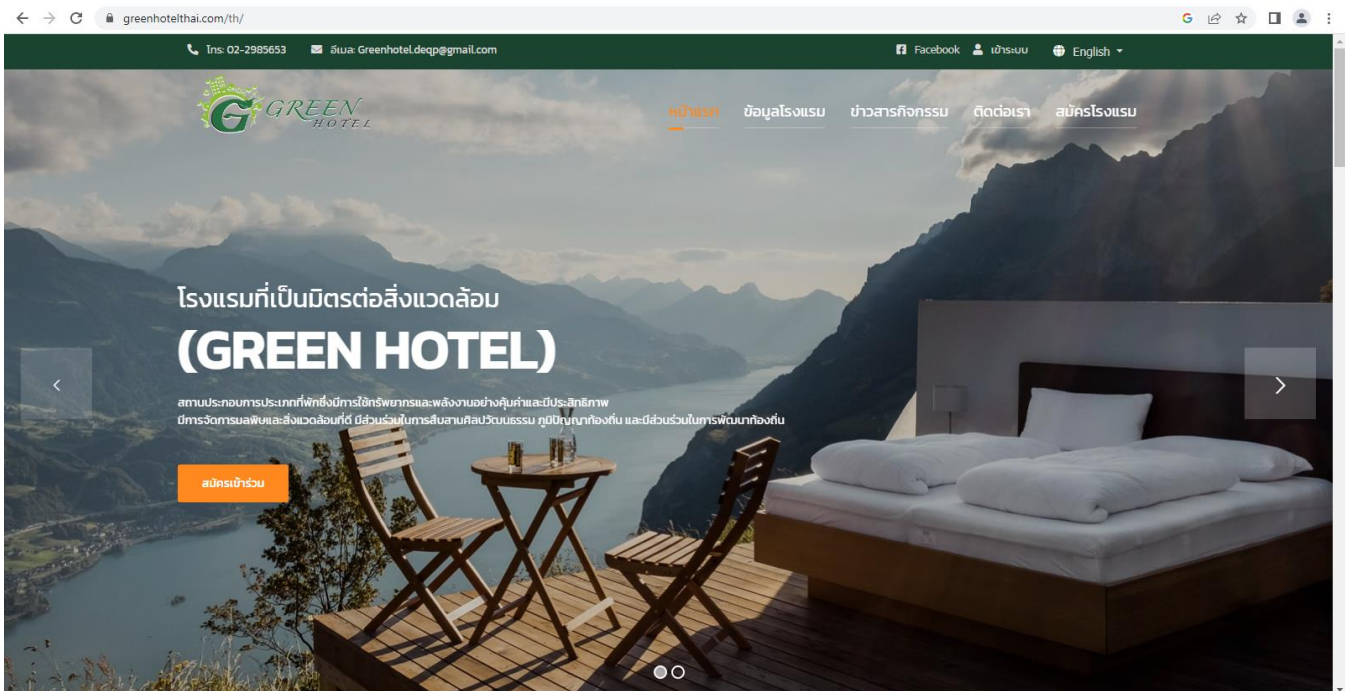 greenhotelthai.com/th/
โทร: 02-2985653 อีเมล: Greenhotel.deqp@gmail.com Facebook เข้าระบบ English
GREEN
HOTEL
หน้าแรก ข้อมูลโรงแรม ข่าวสารกิจกรรม ติดต่อเรา สมัครโรงแรม
โรงแรมที่เป็นมิตรต่อสิ่งแวดล้อม
(GREEN HOTEL)
สถานประกอบการประเภทที่พักซึ่งมีการใช้ทรัพยากรและพลังงานอย่างคุ้มค่าและมีประสิทธิภาพ
มีการจัดการมลพิษและสิ่งแวดล้อมที่ดี มีส่วนร่วมในการสืบสานศิลปวัฒนธรรม ภูมิปัญญาท้องถิ่น และมีส่วนร่วมในการพัฒนาท้องถิ่น
สมัครเข้าร่วม